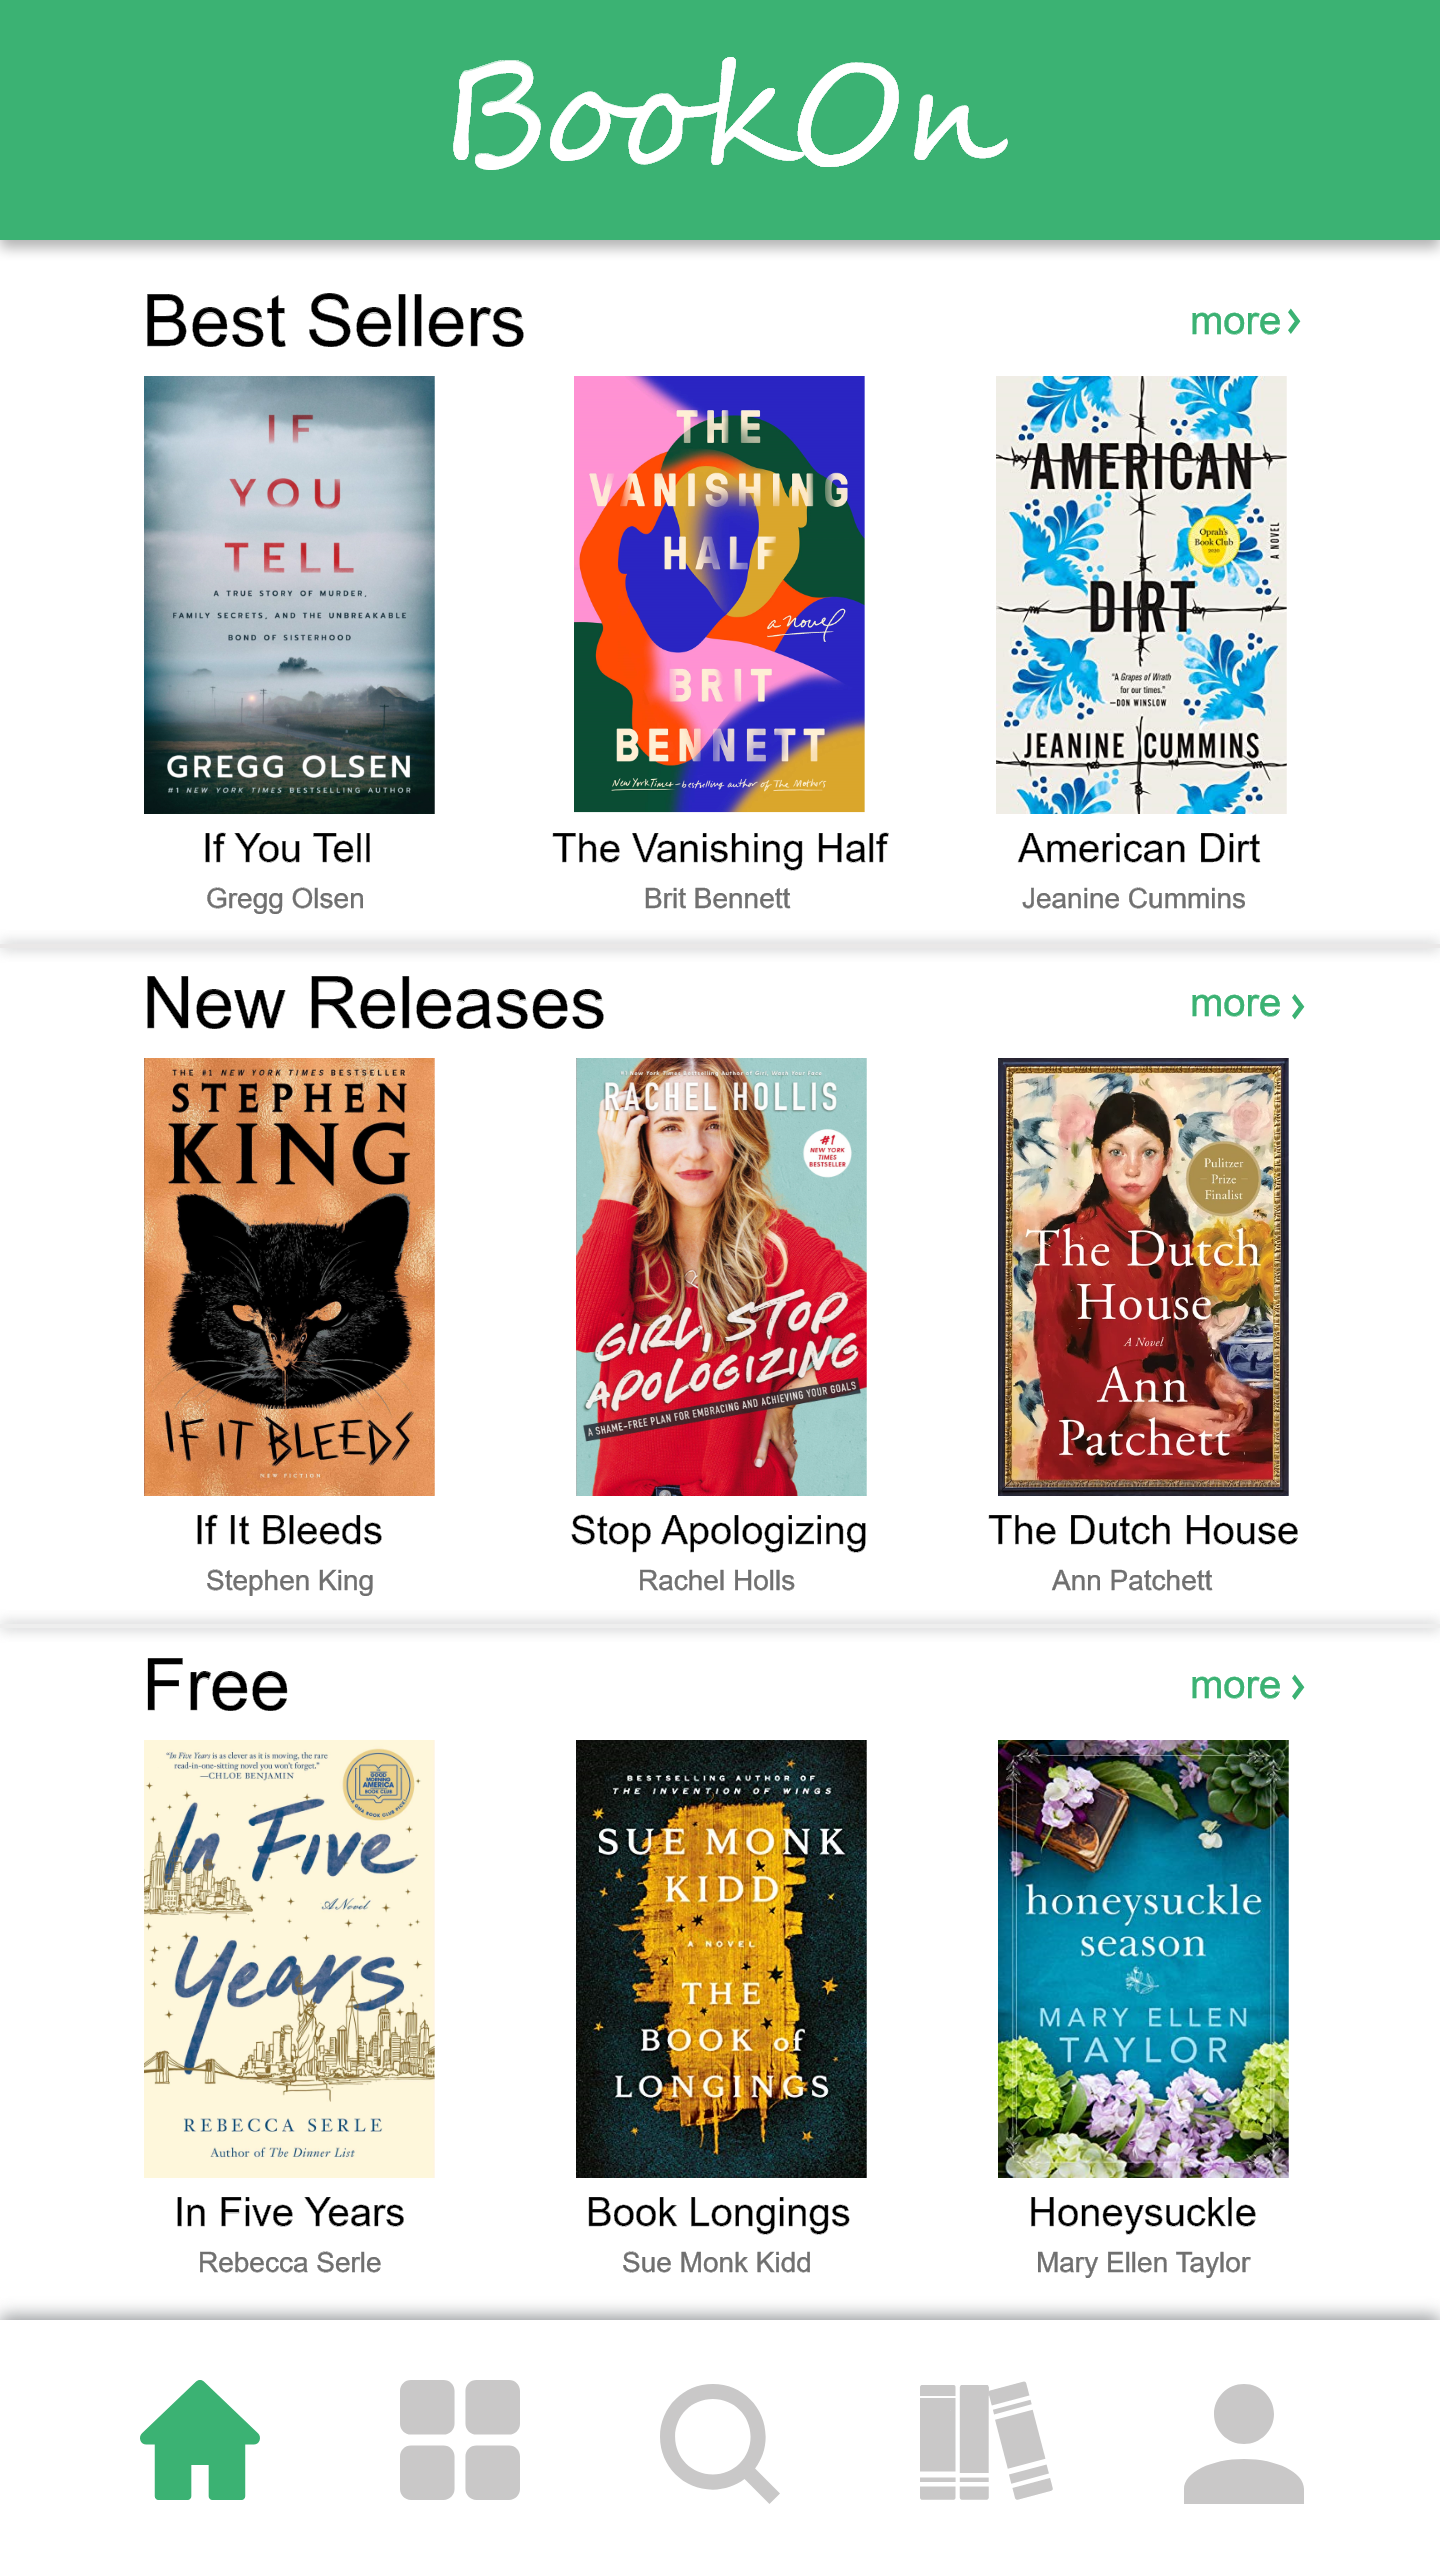 BookOn
Best Sellers
more
IF
YOU
TELL
A TRUE STORY OF MURDER,
FAMILY SECRETS, AND THE UNBREAKABLE
BOND OF SISTERHOOD
GREGG OLSEN
#1 NEW YORK TIMES BESTSELLING AUTHOR
THE
VANISHING
HALF
a novel
BRIT
BENNETT
New York Times-bestselling author of The Mothers
AMERICAN
DIRT
Oprah's
Book Club
2020
A NOVEL
"A Grapes of Wrath
for our times."
—DON WINSLOW
JEANINE CUMMINS
If You Tell
Gregg Olsen
The Vanishing Half
Brit Bennett
American Dirt
Jeanine Cummins
New Releases
more
THE #1 NEW YORK TIMES BESTSELLER
STEPHEN
KING
IF IT BLEEDS
NEW FICTION
#1 New York Times Bestselling Author of Girl, Wash Your Face
RACHEL HOLLIS
#1
NEW YORK
TIMES
BESTSELLER
GIRL, STOP
APOLOGIZING
A SHAME-FREE PLAN FOR EMBRACING AND ACHIEVING YOUR GOALS
Pulitzer
Prize
Finalist
The Dutch
House
A Novel
Ann
Patchett
If It Bleeds
Stephen King
Stop Apologizing
Rachel Holls
The Dutch House
Ann Patchett
Free
more
"In Five Years is as clever as it is moving, the rare
read-in-one-sitting novel you won't forget."
—CHLOE BENJAMIN
GOOD
MORNING
AMERICA
BOOK CLUB
A GMA BOOK CLUB PICK
In Five
A Novel
Years
REBECCA SERLE
Author of The Dinner List
BESTSELLING AUTHOR OF
THE INVENTION OF WINGS
SUE MONK
KIDD
A NOVEL
THE
BOOK of
LONGINGS
honeysuckle
season
MARY ELLEN
TAYLOR
In Five Years
Rebecca Serle
Book Longings
Sue Monk Kidd
Honeysuckle
Mary Ellen Taylor